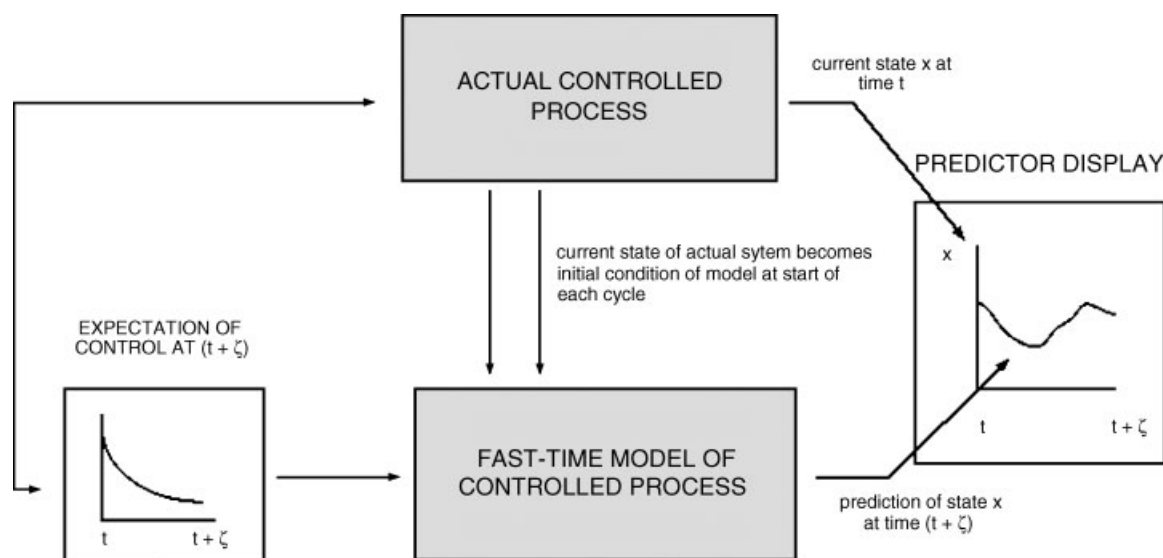 ACTUAL CONTROLLED
PROCESS
current state x at
time t
PREDICTOR DISPLAY
x
t
t + ζ
current state of actual sytem becomes
initial condition of model at start of
each cycle
EXPECTATION OF
CONTROL AT (t + ζ)
t
t + ζ
FAST-TIME MODEL OF
CONTROLLED PROCESS
prediction of state x
at time (t + ζ)